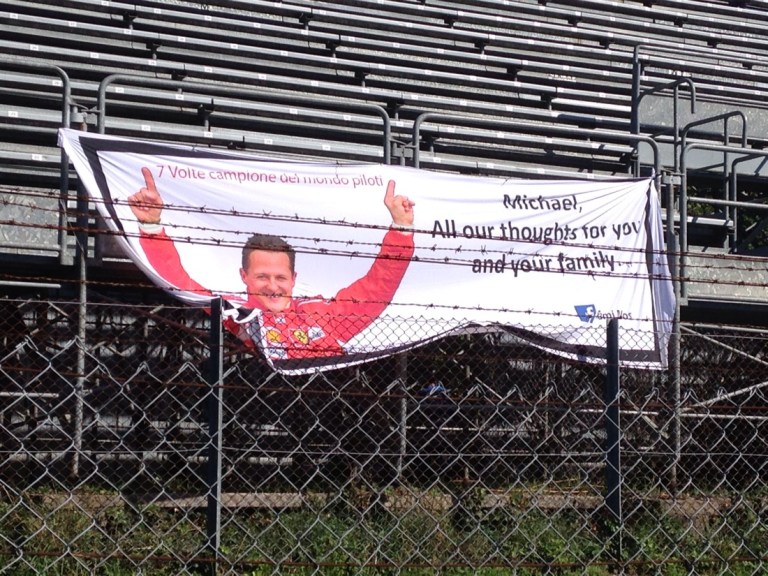 7 Volte campione del mondo piloti
Michael,
All our thoughts for you
and your family...